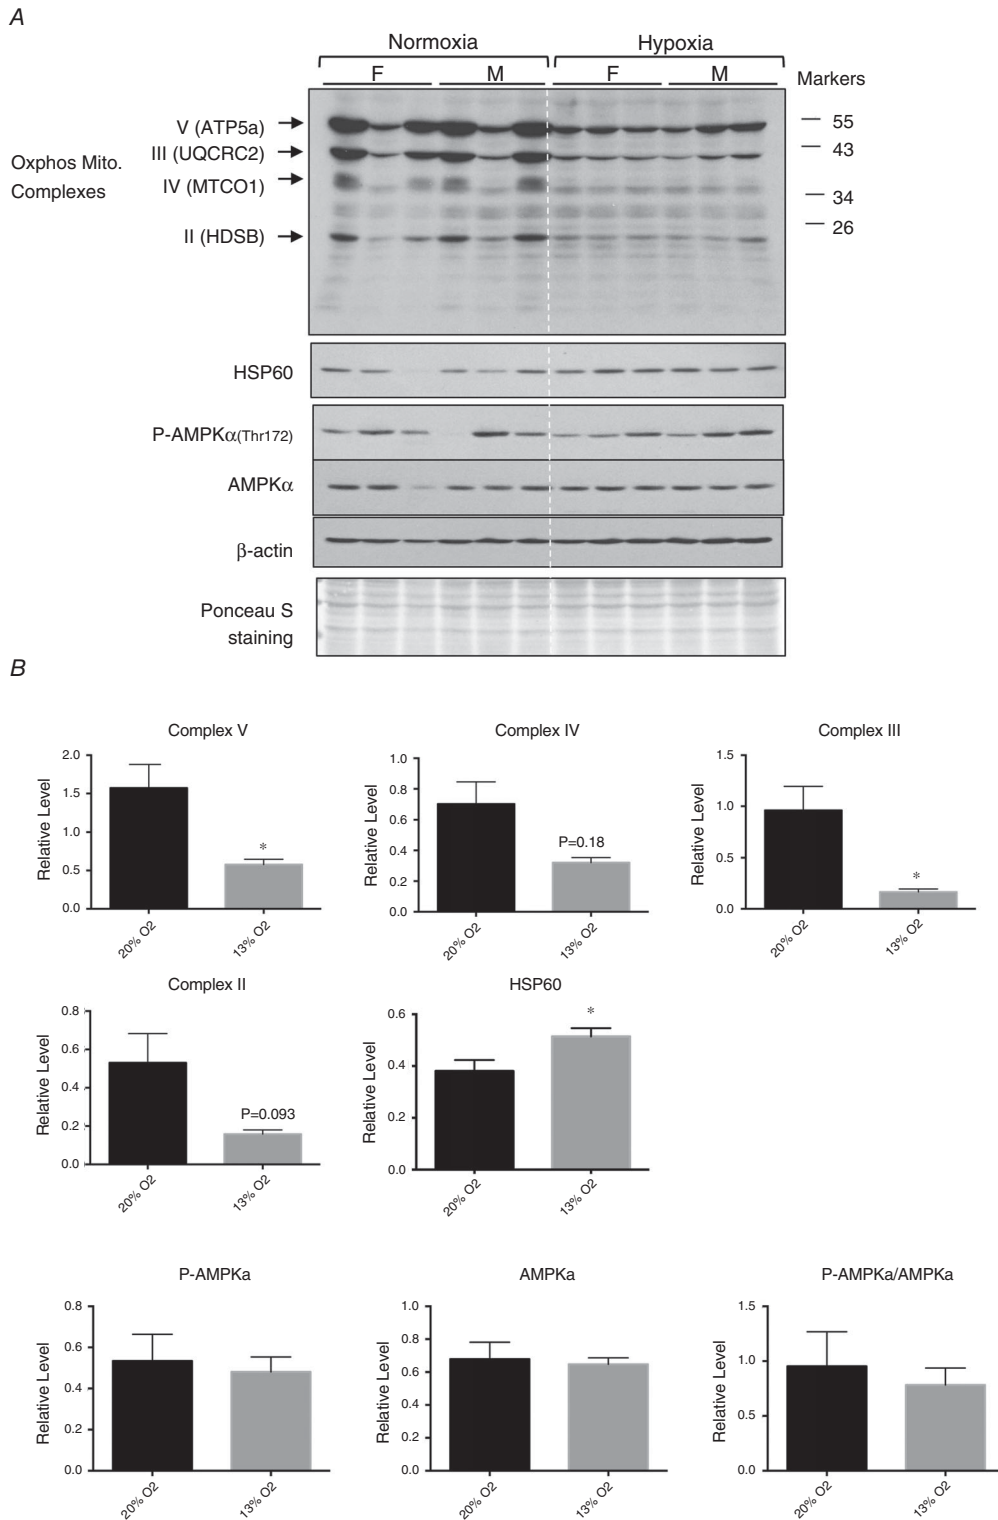 A
Normoxia
Hypoxia
F
M
F
M
Markers
Oxphos Mito.
Complexes
V (ATP5a)
III (UQCRC2)
IV (MTCO1)
II (HDSB)
55
43
34
26
HSP60
P-AMPKα(Thr172)
AMPKα
β-actin
Ponceau S
staining
B
Complex V
Relative Level
2.0
1.5
1.0
0.5
0.0
*
20% O2
13% O2
Complex IV
Relative Level
1.0
0.8
0.6
0.4
0.2
0.0
P=0.18
20% O2
13% O2
Complex III
Relative Level
1.5
1.0
0.5
0.0
*
20% O2
13% O2
Complex II
Relative Level
0.8
0.6
0.4
0.2
0.0
P=0.093
20% O2
13% O2
HSP60
Relative Level
0.6
0.4
0.2
0.0
*
20% O2
13% O2
P-AMPKa
Relative Level
0.8
0.6
0.4
0.2
0.0
20% O2
13% O2
AMPKa
Relative Level
1.0
0.8
0.6
0.4
0.2
0.0
20% O2
13% O2
P-AMPKa/AMPKa
Relative Level
1.5
1.0
0.5
0.0
20% O2
13% O2